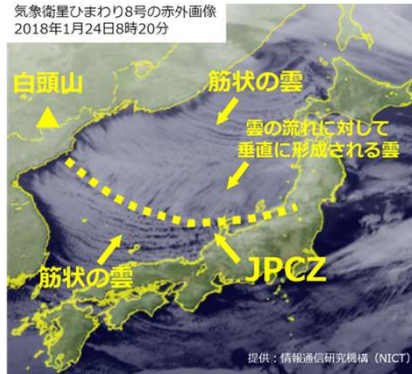 気象衛星ひまわり8号の赤外画像
2018年1月24日8時20分
筋状の雲
白頭山
雲の流れに対して
垂直に形成される雲
筋状の雲
JPCZ
提供：情報通信研究機構（NICT）